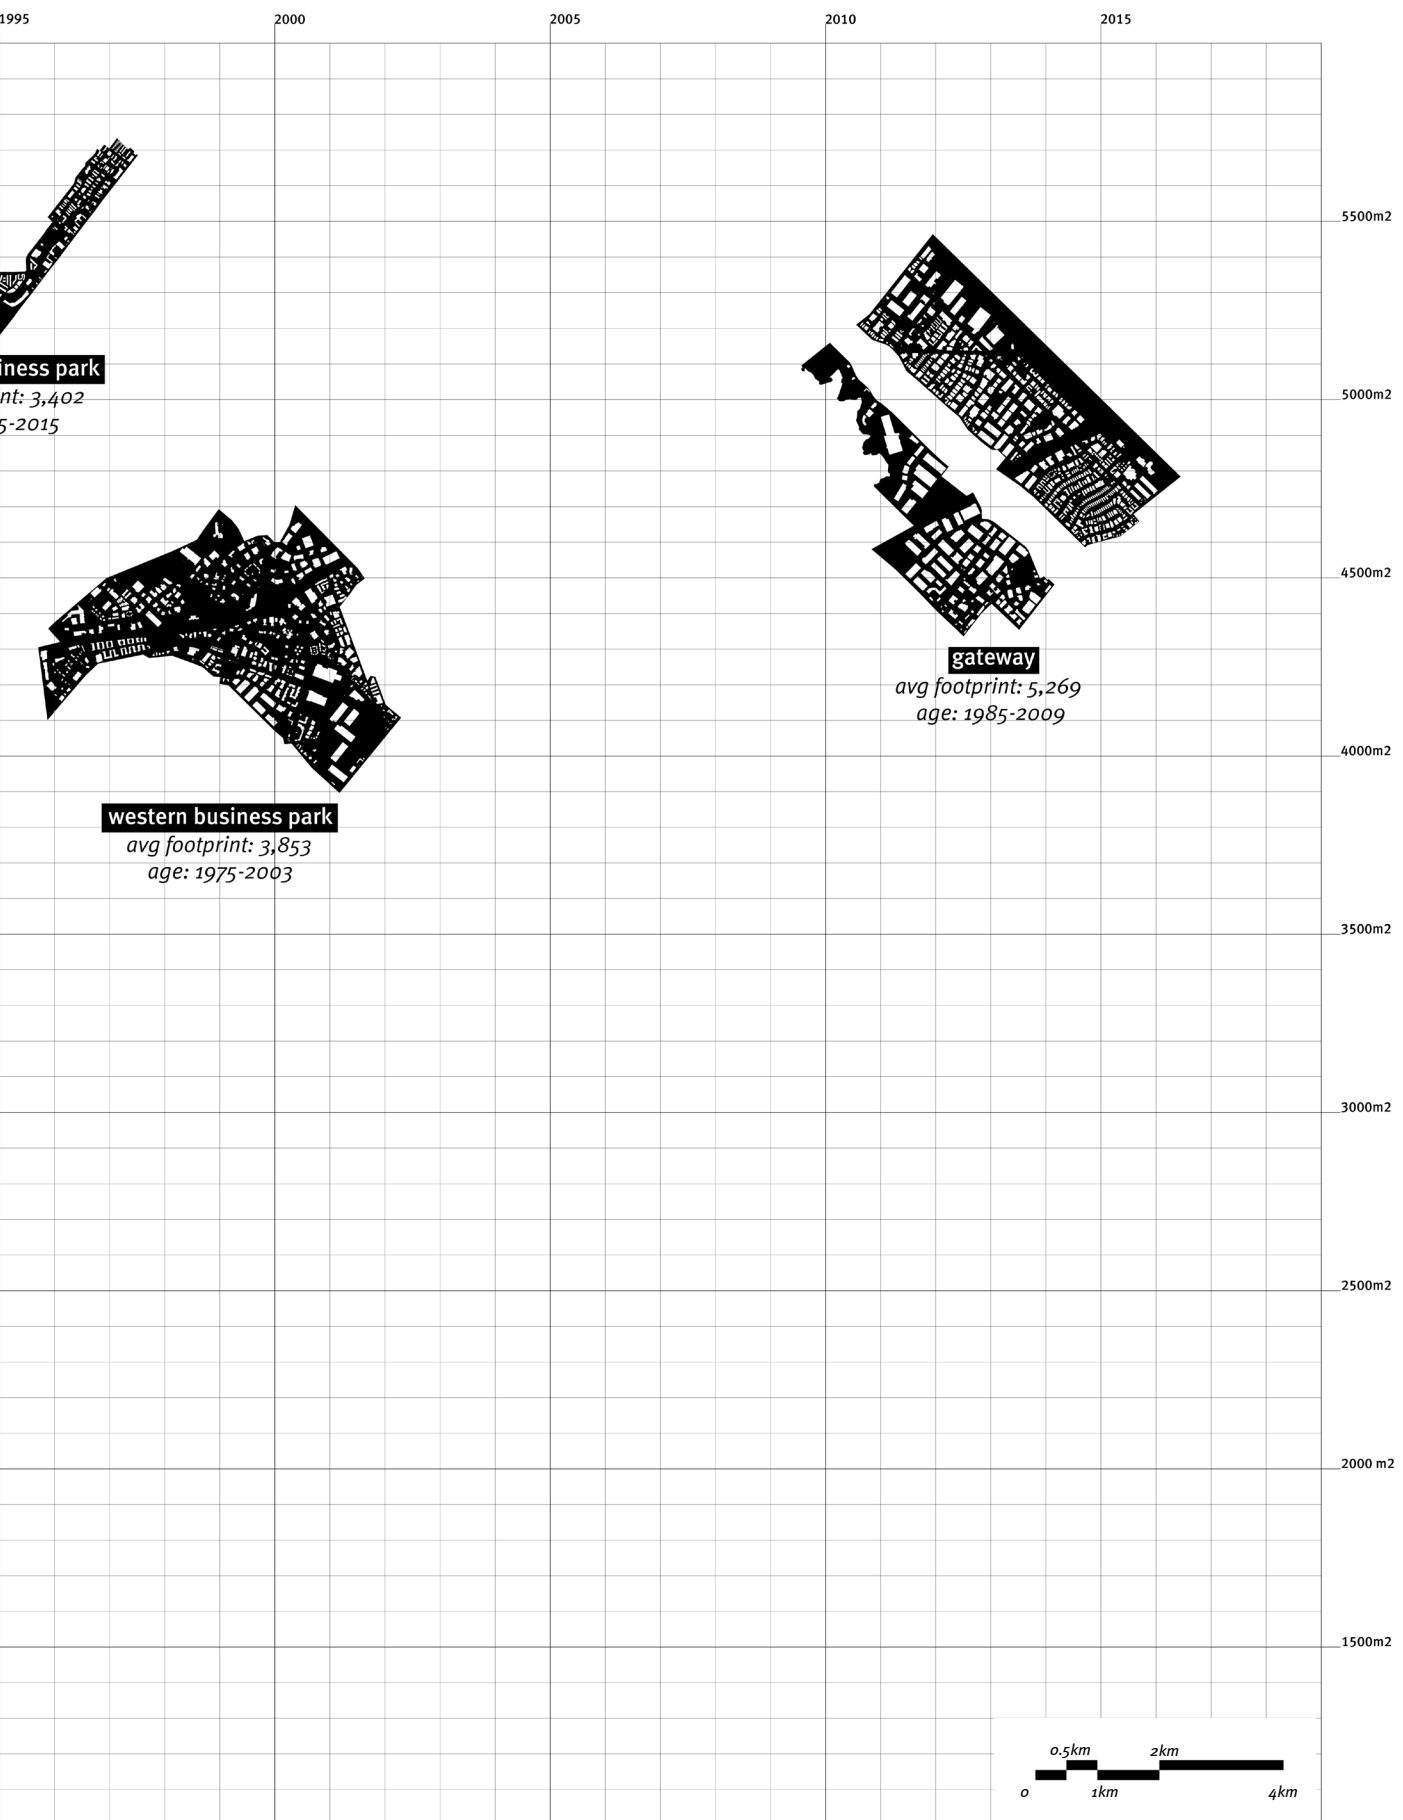 1995 2000 2005 2010 2015
5500m2
iness park
nt: 3,402
5-2015
5000m2
4500m2
gateway
avg footprint: 5,269
age: 1985-2009
4000m2
western business park
avg footprint: 3,853
age: 1975-2003
3500m2
3000m2
2500m2
2000 m2
1500m2
0.5km 2km
0 1km 4km